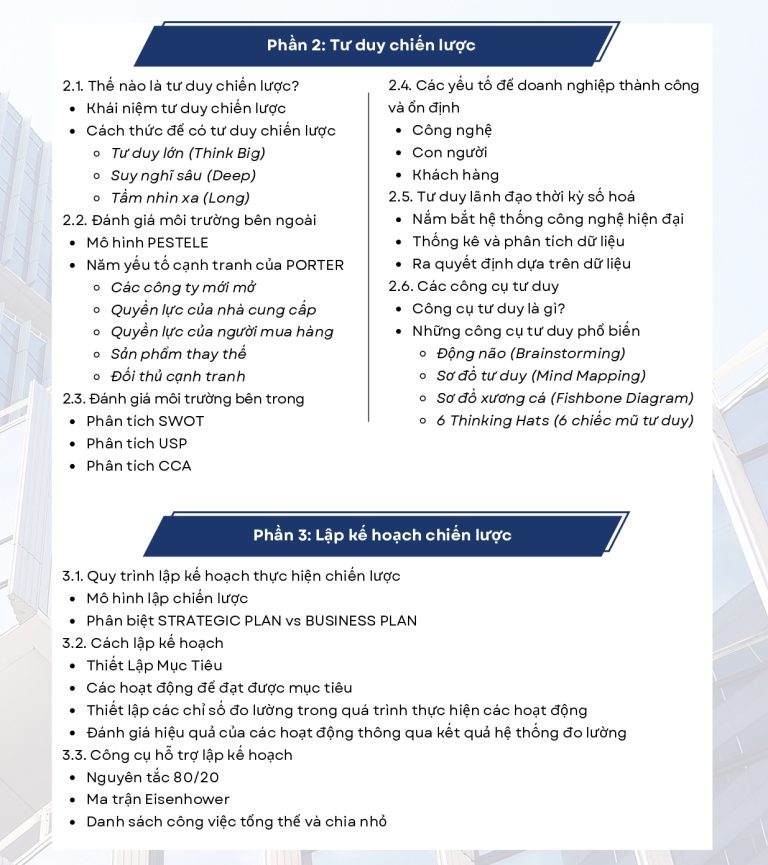 Phần 2: Tư duy chiến lược
2.1. Thế nào là tư duy chiến lược?
Khái niệm tư duy chiến lược
Cách thức để có tư duy chiến lược
Tư duy lớn (Think Big)
Suy nghĩ sâu (Deep)
Tầm nhìn xa (Long)
2.2. Đánh giá môi trường bên ngoài
Mô hình PESTELE
Năm yếu tố cạnh tranh của PORTER
Các công ty mới mở
Quyền lực của nhà cung cấp
Quyền lực của người mua hàng
Sản phẩm thay thế
Đối thủ cạnh tranh
2.3. Đánh giá môi trường bên trong
Phân tích SWOT
Phân tích USP
Phân tích CCA
2.4. Các yếu tố để doanh nghiệp thành công
và ổn định
Công nghệ
Con người
Khách hàng
2.5. Tư duy lãnh đạo thời kỳ số hoá
Nắm bắt hệ thống công nghệ hiện đại
Thống kê và phân tích dữ liệu
Ra quyết định dựa trên dữ liệu
2.6. Các công cụ tư duy
Công cụ tư duy là gì?
Những công cụ tư duy phổ biến
Động não (Brainstorming)
Sơ đồ tư duy (Mind Mapping)
Sơ đồ xương cá (Fishbone Diagram)
6 Thinking Hats (6 chiếc mũ tư duy)
Phần 3: Lập kế hoạch chiến lược
3.1. Quy trình lập kế hoạch thực hiện chiến lược
Mô hình lập chiến lược
Phân biệt STRATEGIC PLAN vs BUSINESS PLAN
3.2. Cách lập kế hoạch
Thiết Lập Mục Tiêu
Các hoạt động để đạt được mục tiêu
Thiết lập các chỉ số đo lường trong quá trình thực hiện các hoạt động
Đánh giá hiệu quả của các hoạt động thông qua kết quả hệ thống đo lường
3.3. Công cụ hỗ trợ lập kế hoạch
Nguyên tắc 80/20
Ma trận Eisenhower
Danh sách công việc tổng thể và chia nhỏ